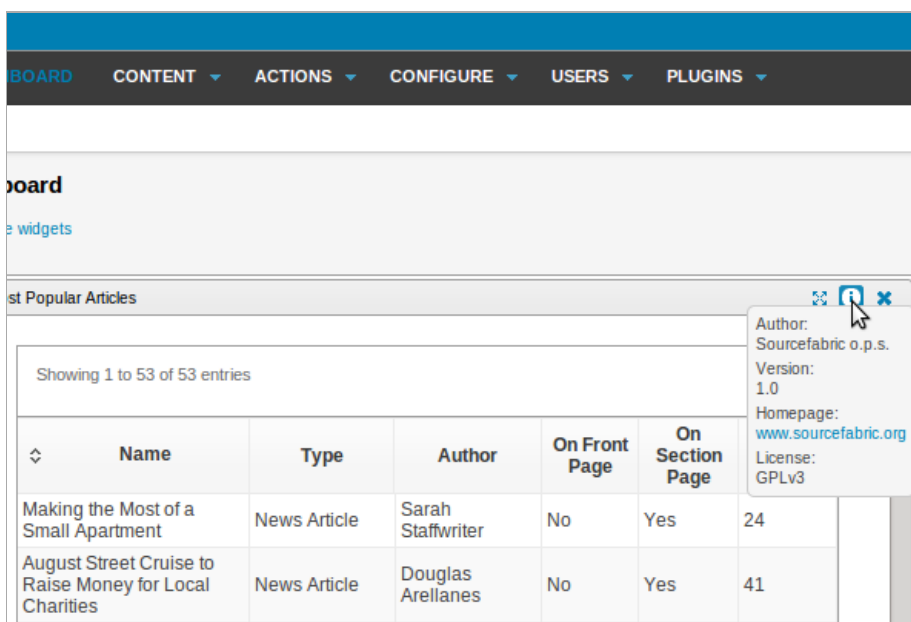 BOARD CONTENT ACTIONS CONFIGURE USERS PLUGINS
board
e widgets
st Popular Articles
Author:
Sourcefabric o.p.s.
Version:
1.0
Homepage:
www.sourcefabric.org
License:
GPLv3
Showing 1 to 53 of 53 entries
Name Type Author On Front Page On Section Page
Making the Most of a Small Apartment News Article Sarah Staffwriter No Yes 24
August Street Cruise to Raise Money for Local Charities News Article Douglas Arellanes No Yes 41